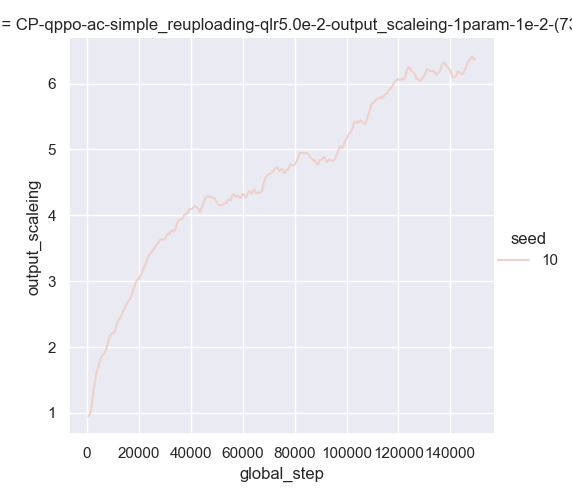 = CP-qppo-ac-simple_reuploading-qlr5.0e-2-output_scaleing-1param-1e-2-(73
6
5
4
3
2
1
output_scaleing
seed
10
0 20000 40000 60000 80000 100000 120000 140000
global_step